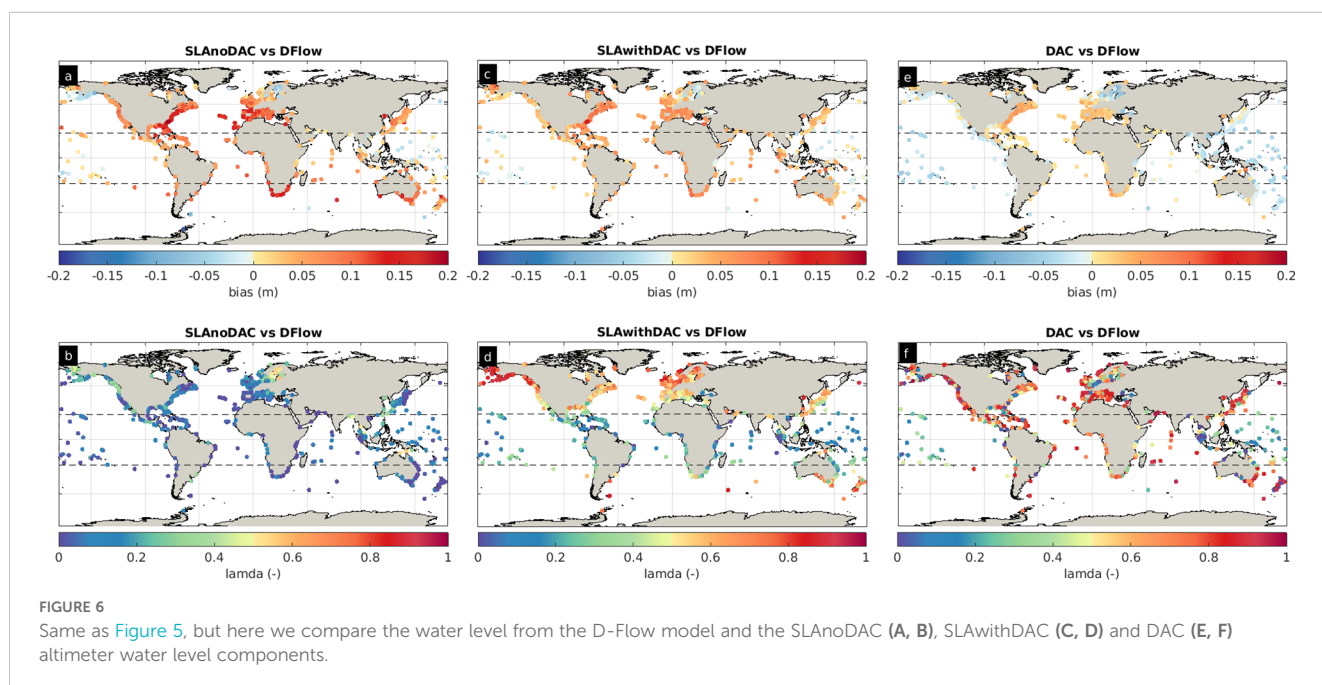 SLAnoDAC vs DFlow
a
-0.2 -0.15 -0.1 -0.05 0 0.05 0.1 0.15 0.2
bias (m)
SLAwithDAC vs DFlow
c
-0.2 -0.15 -0.1 -0.05 0 0.05 0.1 0.15 0.2
bias (m)
DAC vs DFlow
e
-0.2 -0.15 -0.1 -0.05 0 0.05 0.1 0.15 0.2
bias (m)
SLAnoDAC vs DFlow
b
0 0.2 0.4 0.6 0.8 1
lamda (-)
SLAwithDAC vs DFlow
d
0 0.2 0.4 0.6 0.8 1
lamda (-)
DAC vs DFlow
f
0 0.2 0.4 0.6 0.8 1
lamda (-)
FIGURE 6
Same as Figure 5, but here we compare the water level from the D-Flow model and the SLAnoDAC (A, B), SLAwithDAC (C, D) and DAC (E, F)
altimeter water level components.